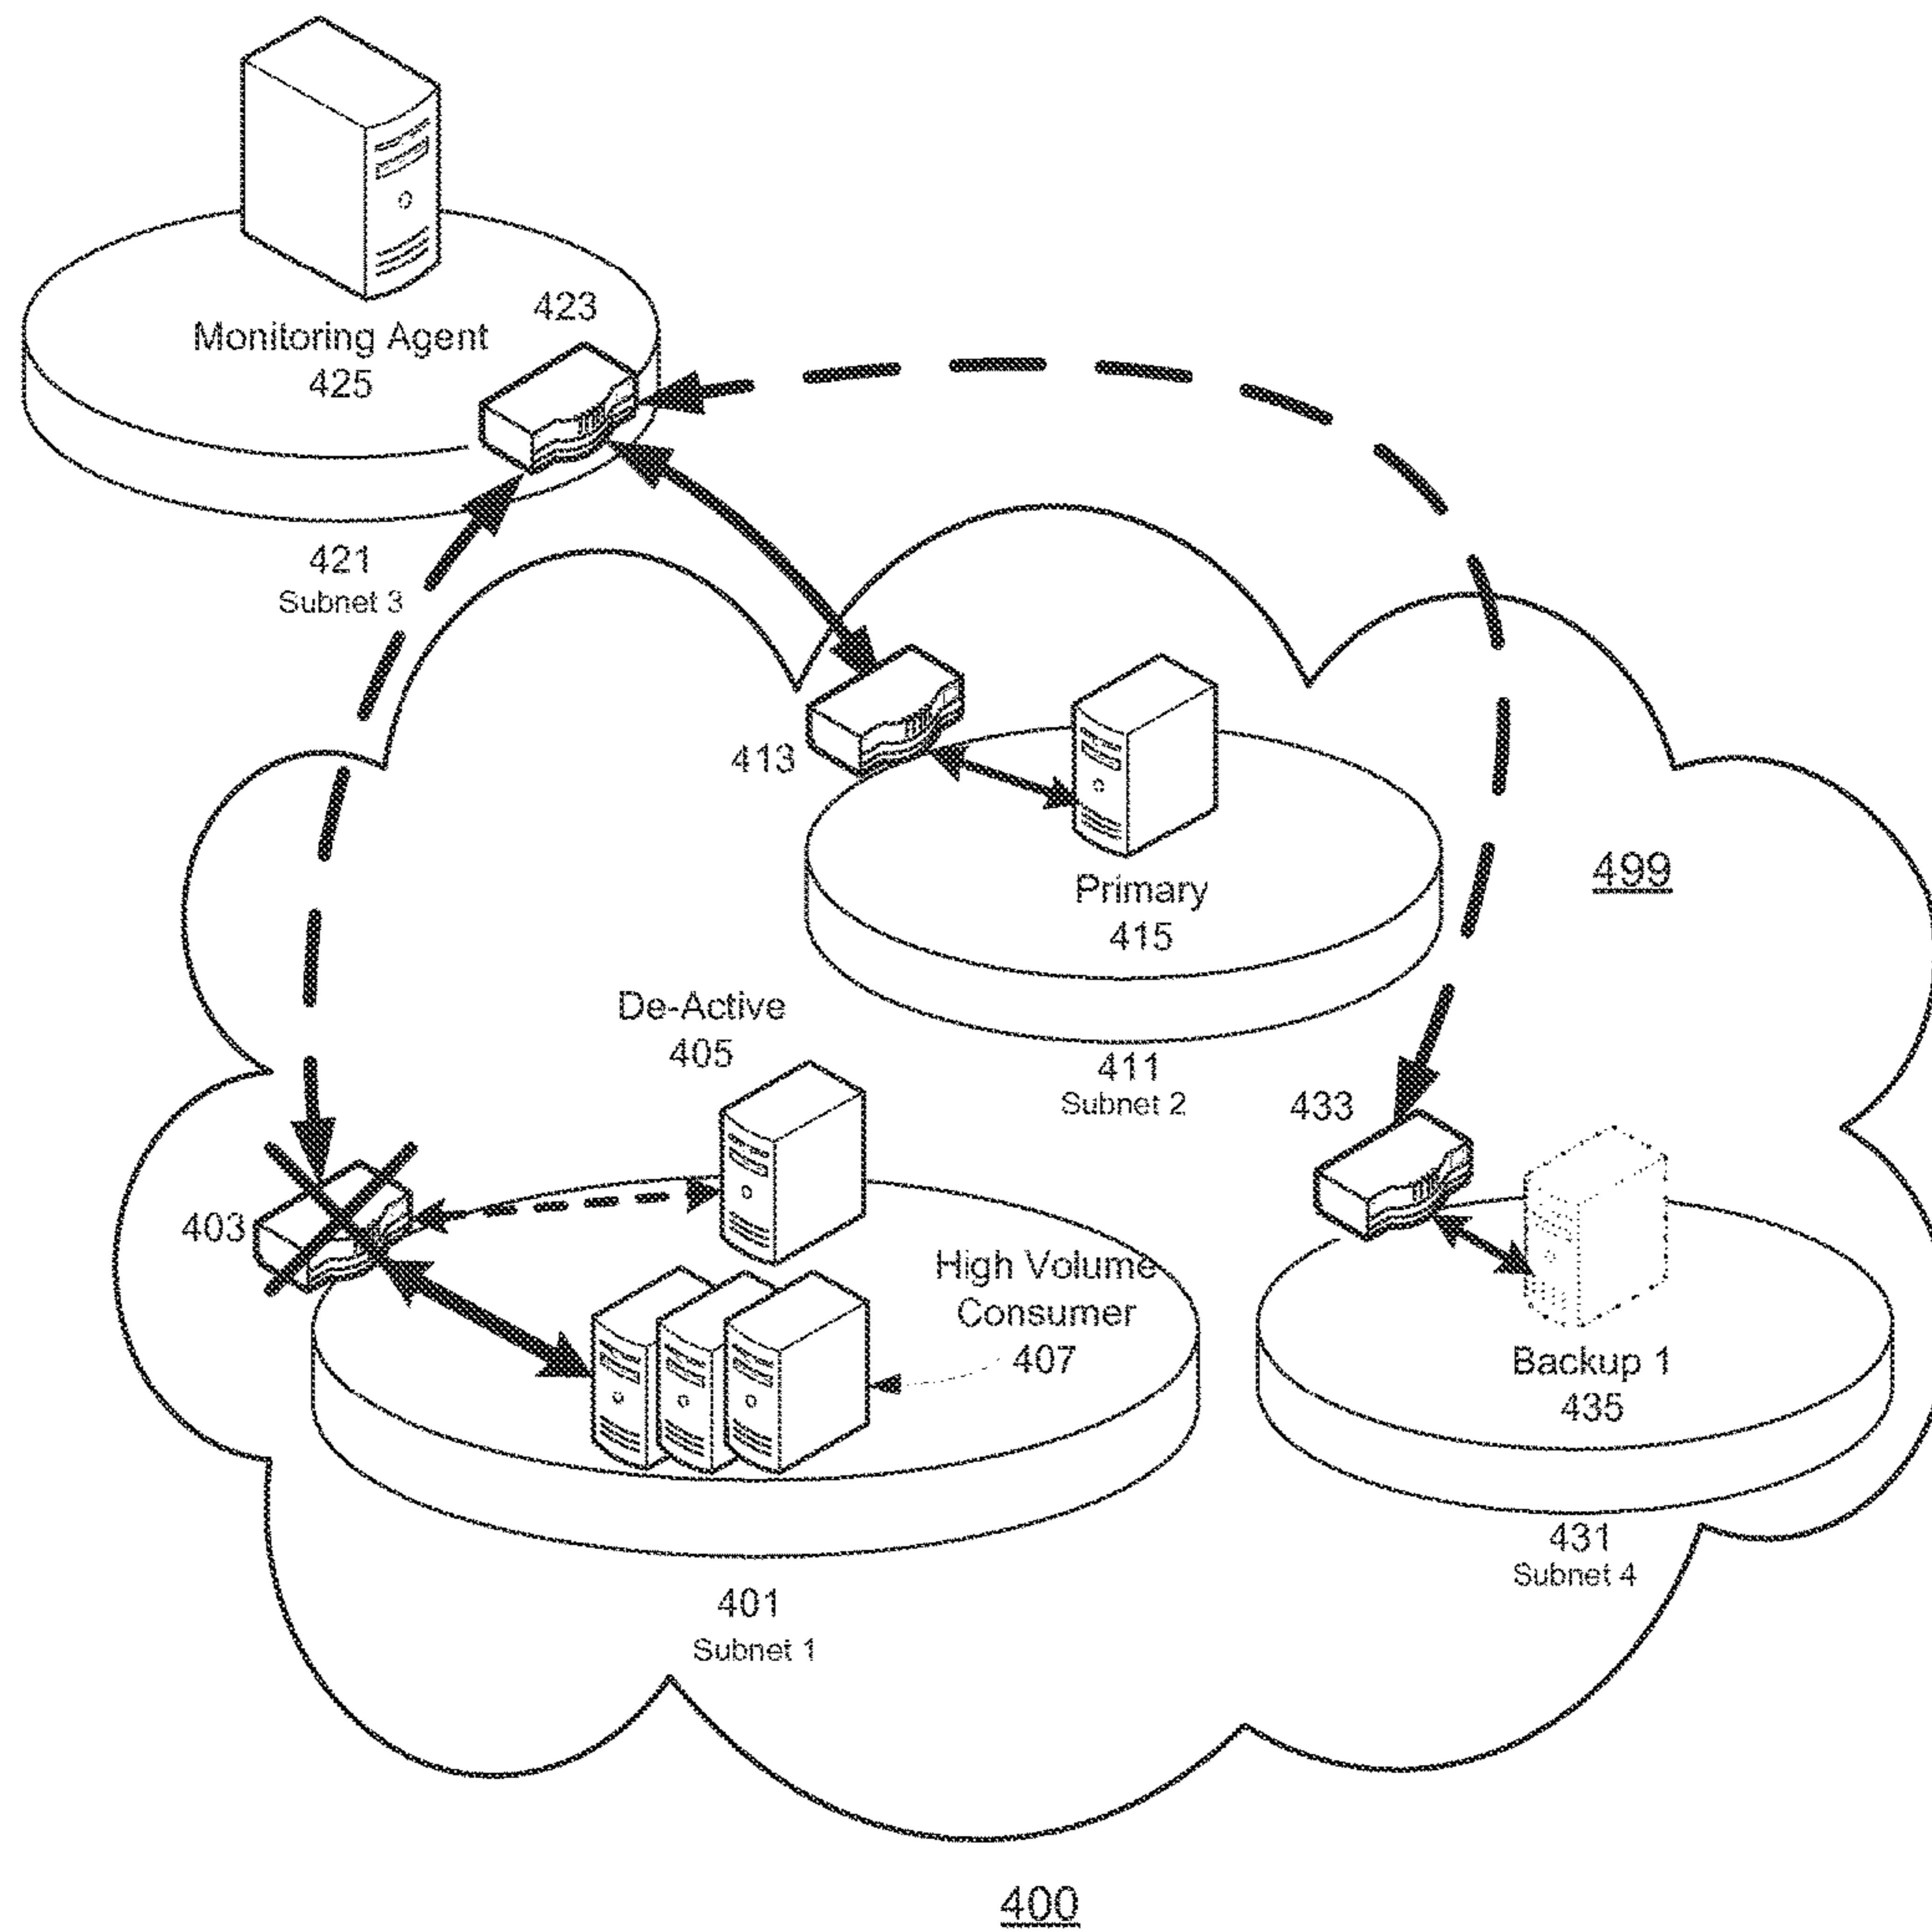 423
Monitoring Agent
425
421
Subnet 3
413
Primary
415
499
De-Active
405
411
Subnet 2
433
403
High Volume
Consumer
407
Backup 1
435
431
Subnet 4
401
Subnet 1
400